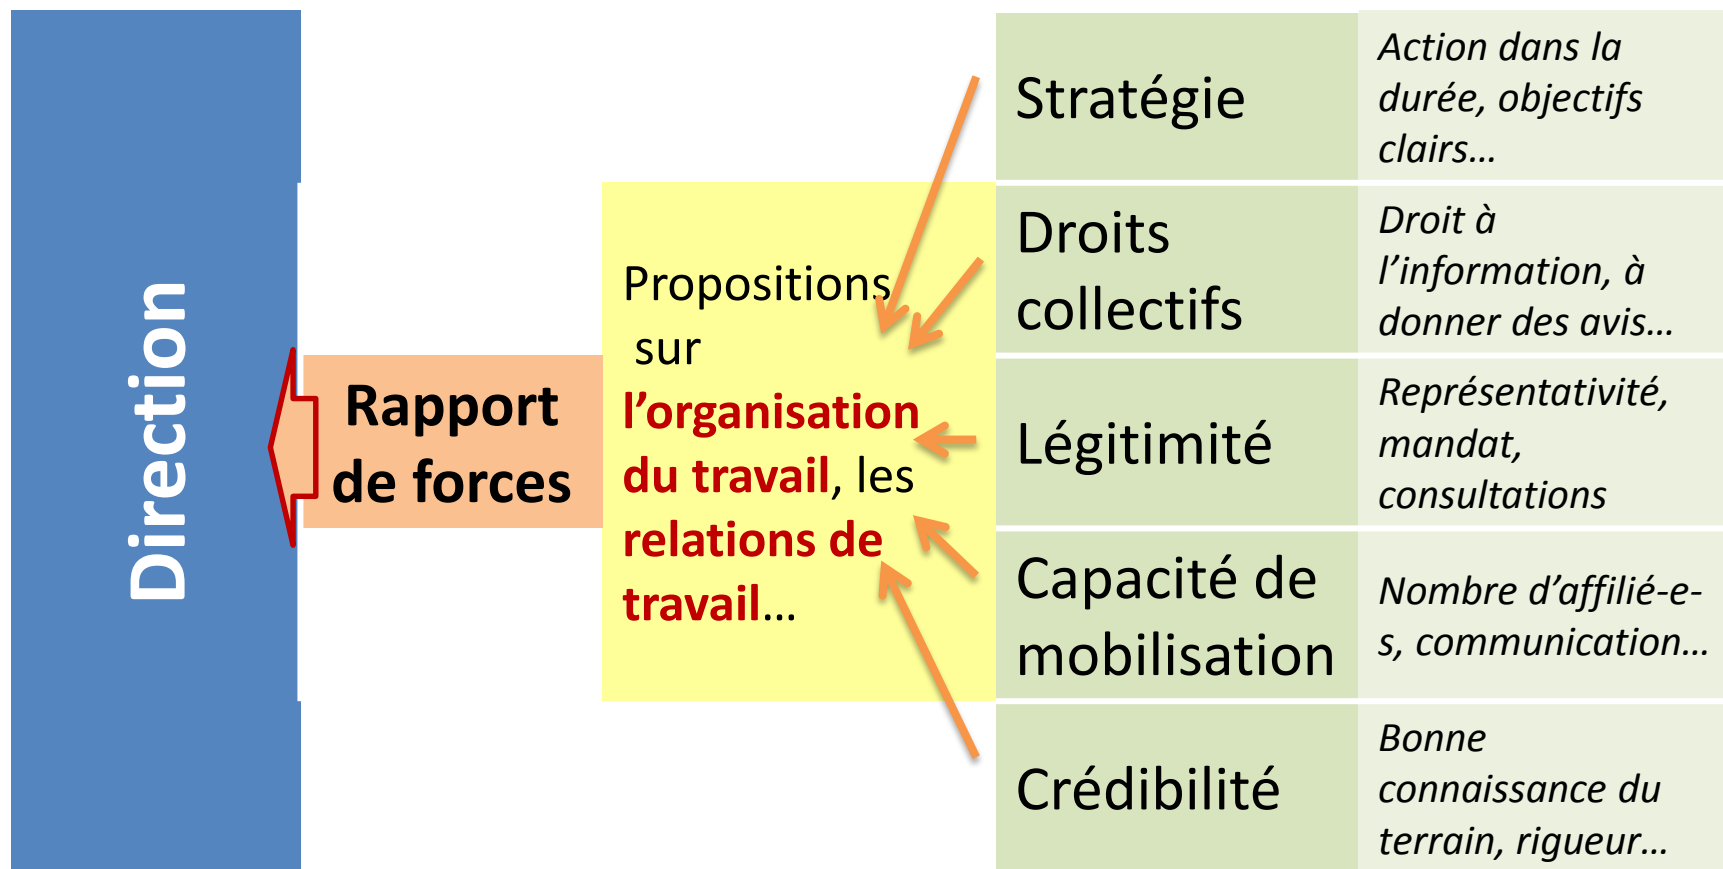 Direction
Rapport
de forces
Propositions
sur
l’organisation
du travail, les
relations de
travail…
Stratégie
Action dans la
durée, objectifs
clairs…
Droits
collectifs
Droit à
l’information, à
donner des avis…
Légitimité
Représentativité,
mandat,
consultations
Capacité de
mobilisation
Nombre d’affilié-e-
s, communication…
Crédibilité
Bonne
connaissance du
terrain, rigueur…